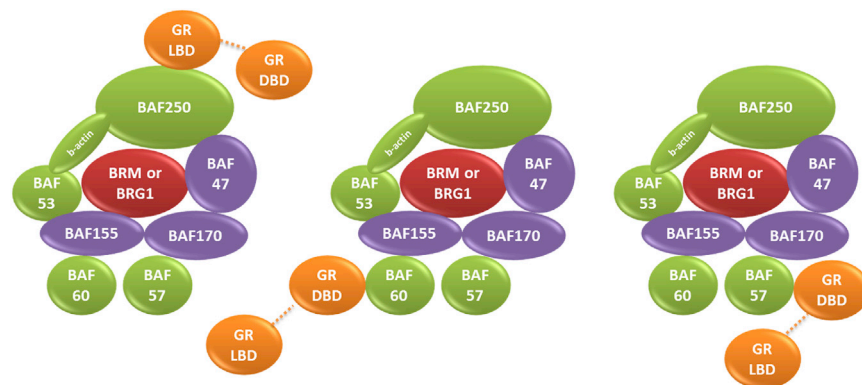 GR
LBD
GR
DBD
BAF250
b-actin
BAF
53
BRM or
BRG1
BAF
47
BAF155
BAF170
BAF
60
BAF
57
BAF250
b-actin
BAF
53
BRM or
BRG1
BAF
47
BAF155
BAF170
GR
DBD
BAF
60
BAF
57
GR
LBD
BAF250
b-actin
BAF
53
BRM or
BRG1
BAF
47
BAF155
BAF170
BAF
60
BAF
57
GR
DBD
GR
LBD